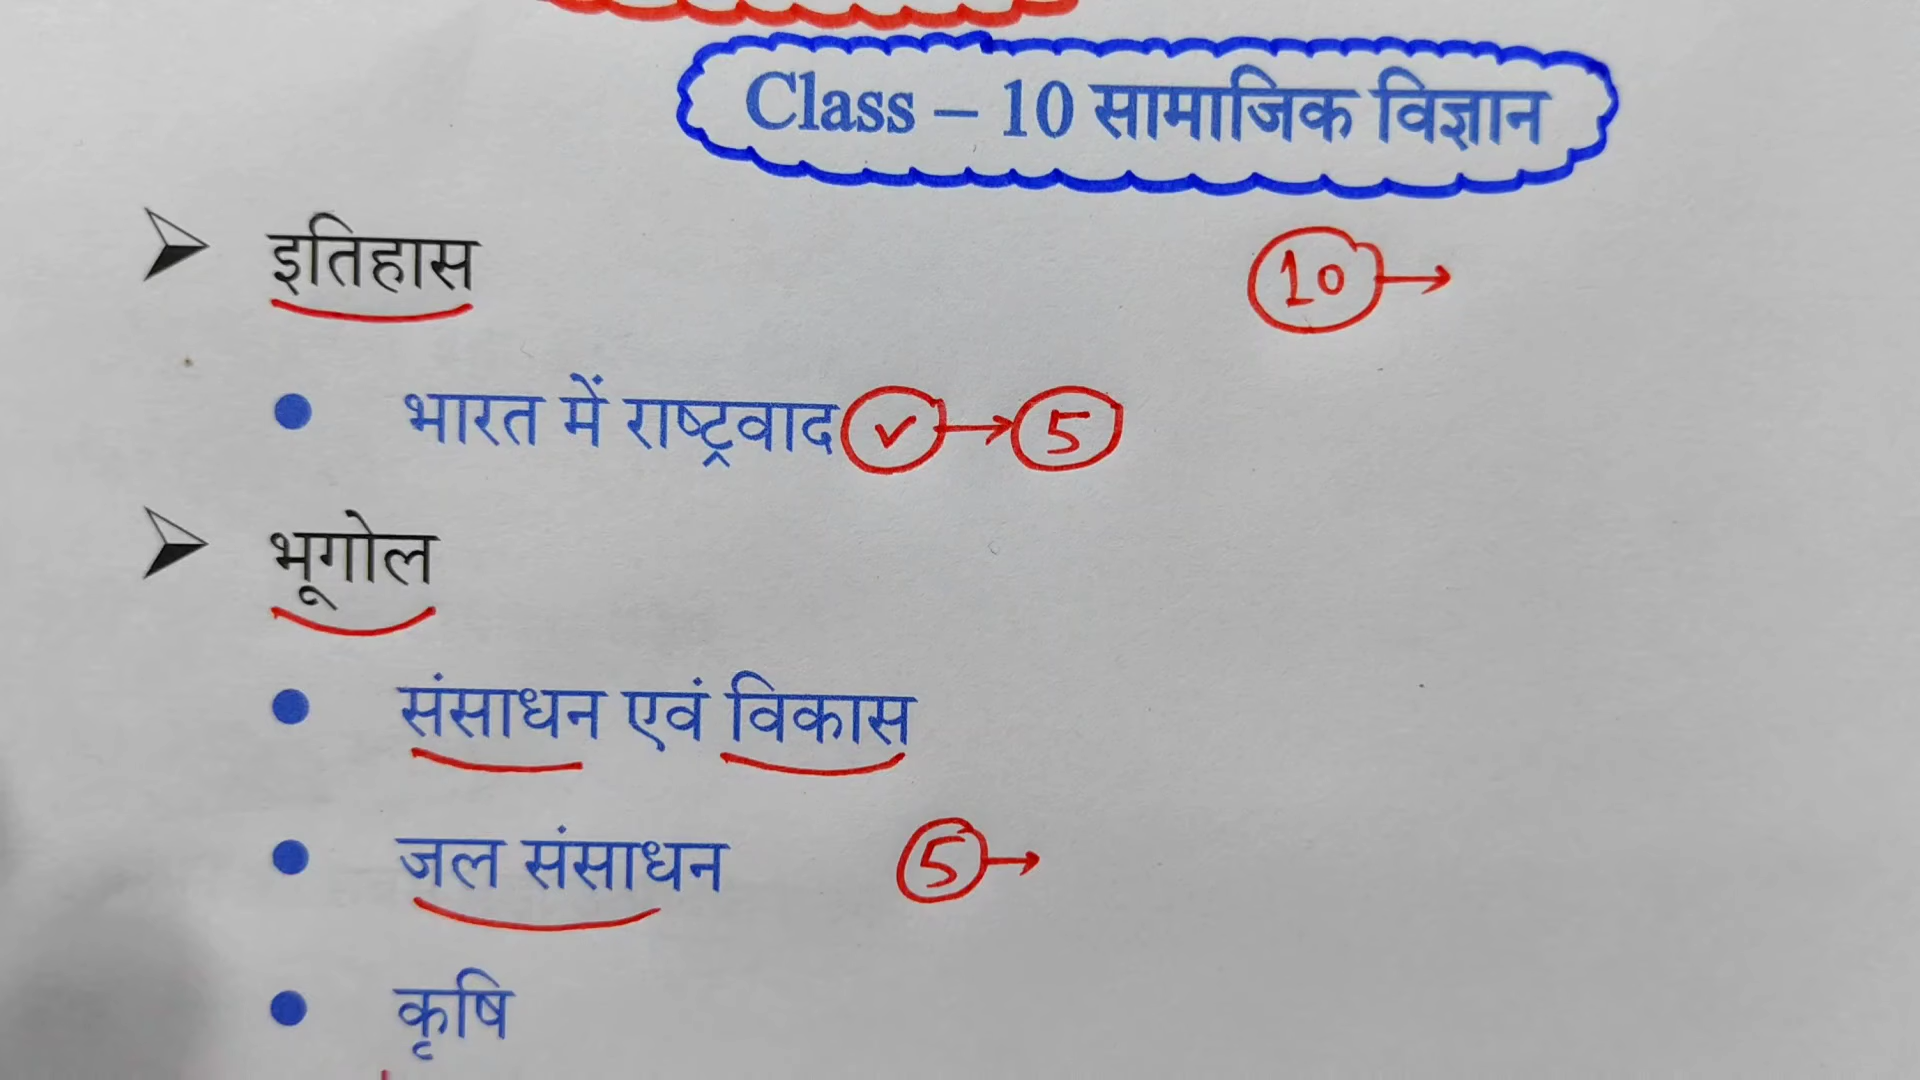 Class – 10 सामाजिक विज्ञान
इतिहास 10
भारत में राष्ट्रवाद 5
भूगोल
संसाधन एवं विकास
जल संसाधन 5
कृषि